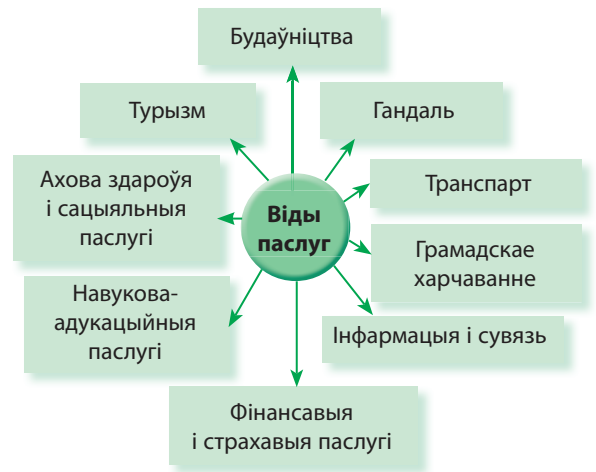 Будаўніцтва
Турызм
Гандаль
Ахова здароўя
і сацыяльныя
паслугі
Віды
паслуг
Транспарт
Грамадскае
харчаванне
Навукова-
адукацыйныя
паслугі
Інфармацыя і сувязь
Фінансавыя
і страхавыя паслугі